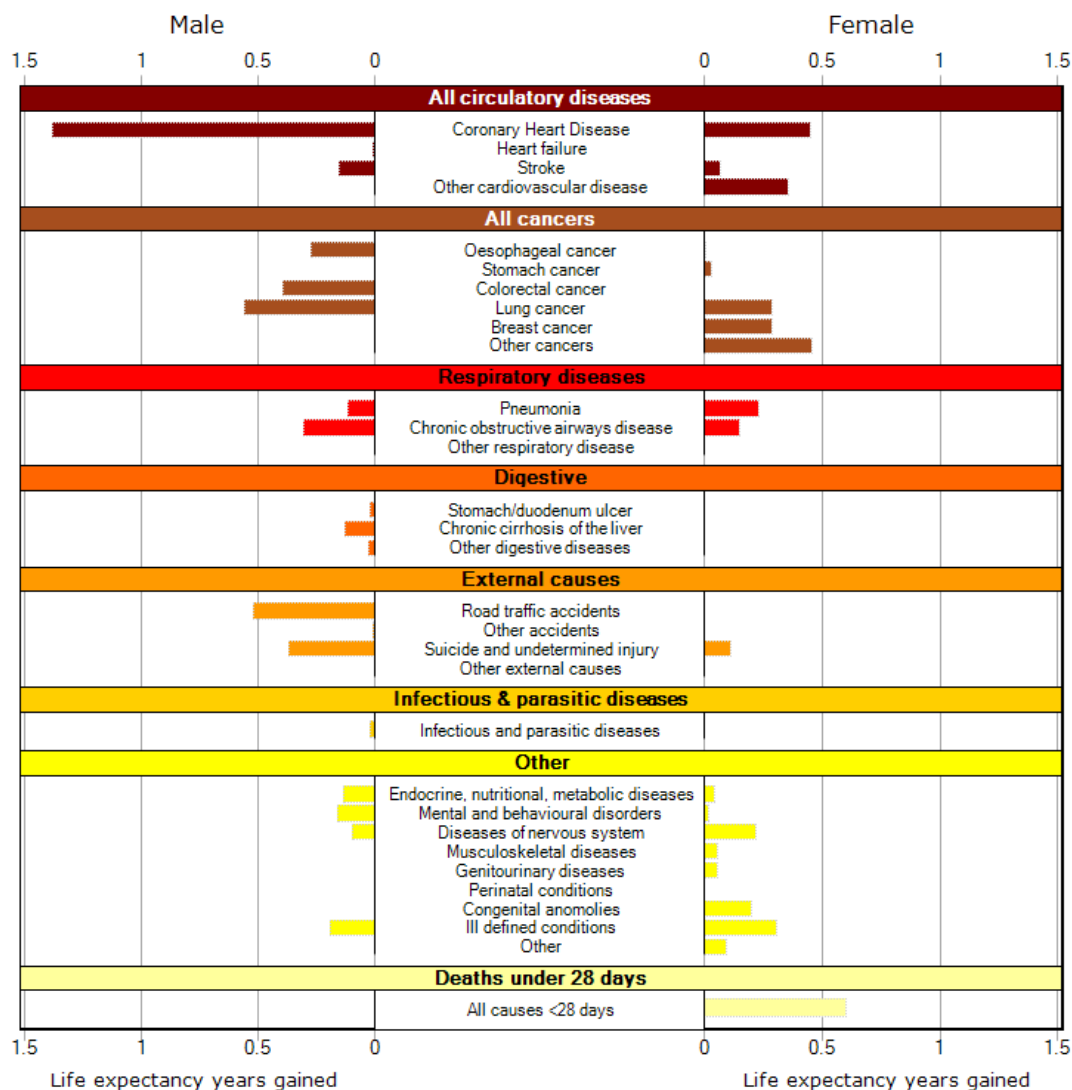 Male Female
1.5 1 0.5 0 0 0.5 1 1.5
All circulatory diseases
Coronary Heart Disease
Heart failure
Stroke
Other cardiovascular disease
All cancers
Oesophageal cancer
Stomach cancer
Colorectal cancer
Lung cancer
Breast cancer
Other cancers
Respiratory diseases
Pneumonia
Chronic obstructive airways disease
Other respiratory disease
Digestive
Stomach/duodenum ulcer
Chronic cirrhosis of the liver
Other digestive diseases
External causes
Road traffic accidents
Other accidents
Suicide and undetermined injury
Other external causes
Infectious & parasitic diseases
Infectious and parasitic diseases
Other
Endocrine, nutritional, metabolic diseases
Mental and behavioural disorders
Diseases of nervous system
Musculoskeletal diseases
Genitourinary diseases
Perinatal conditions
Congenital anomolies
Ill defined conditions
Other
Deaths under 28 days
All causes <28 days
1.5 1 0.5 0 0 0.5 1 1.5
Life expectancy years gained Life expectancy years gained